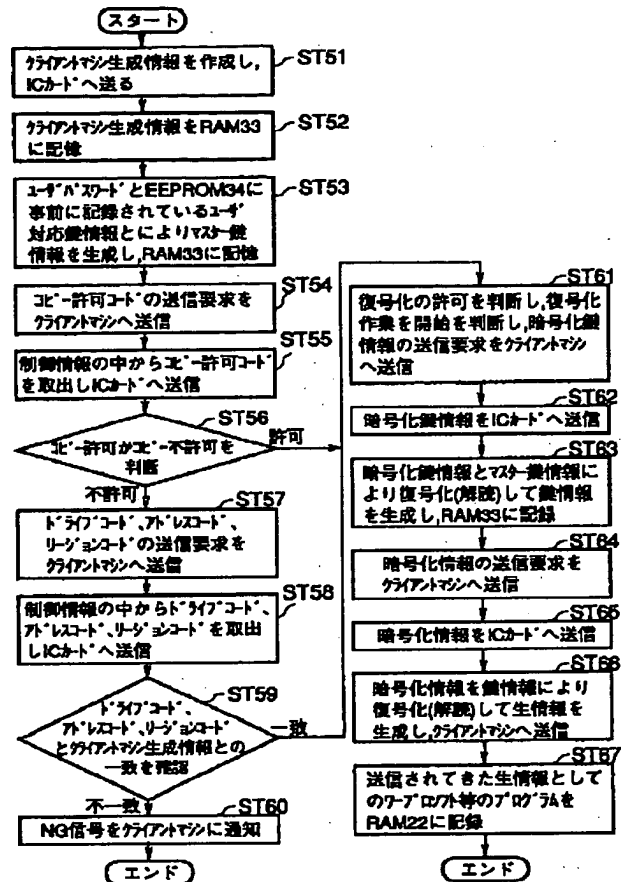 スタート
クライアントマシン生成情報を作成し,
ICカードへ送る
ST51
クライアントマシン生成情報をRAM33
に記憶
ST52
ユーザパスワードとEEPROM34に
事前に記録されているユーザ
対応鍵情報とによりマスター鍵
情報を生成し,RAM33に記憶
ST53
コピー許可コードの送信要求を
クライアントマシンへ送信
ST54
制御情報の中からコピー許可コード
を取出しICカードへ送信
ST55
コピー許可かコピー不許可を
判断
ST56
許可
不許可
ドライブコード、アドレスコード、
リージョンコードの送信要求を
クライアントマシンへ送信
ST57
制御情報の中からドライブコード、
アドレスコード、リージョンコードを取出
しICカードへ送信
ST58
ドライブコード、
アドレスコード、リージョンコード
とクライアントマシン生成情報との
一致を確認
ST59
一致
不一致
NG信号をクライアントマシンに通知
ST60
エンド
復号化の許可を判断し,復号化
作業を開始を判断し,暗号化鍵
情報の送信要求をクライアントマシン
へ送信
ST61
暗号化鍵情報をICカードへ送信
ST62
暗号化鍵情報とマスター鍵情報に
より復号化(解読)して鍵情報
を生成し,RAM33に記録
ST63
暗号化情報の送信要求を
クライアントマシンへ送信
ST64
暗号化情報をICカードへ送信
ST65
暗号化情報を鍵情報により
復号化(解読)して生情報を
生成し,クライアントマシンへ送信
ST66
送信されてきた生情報として
のワープロソフト等のプログラムを
RAM22に記録
ST67
エンド